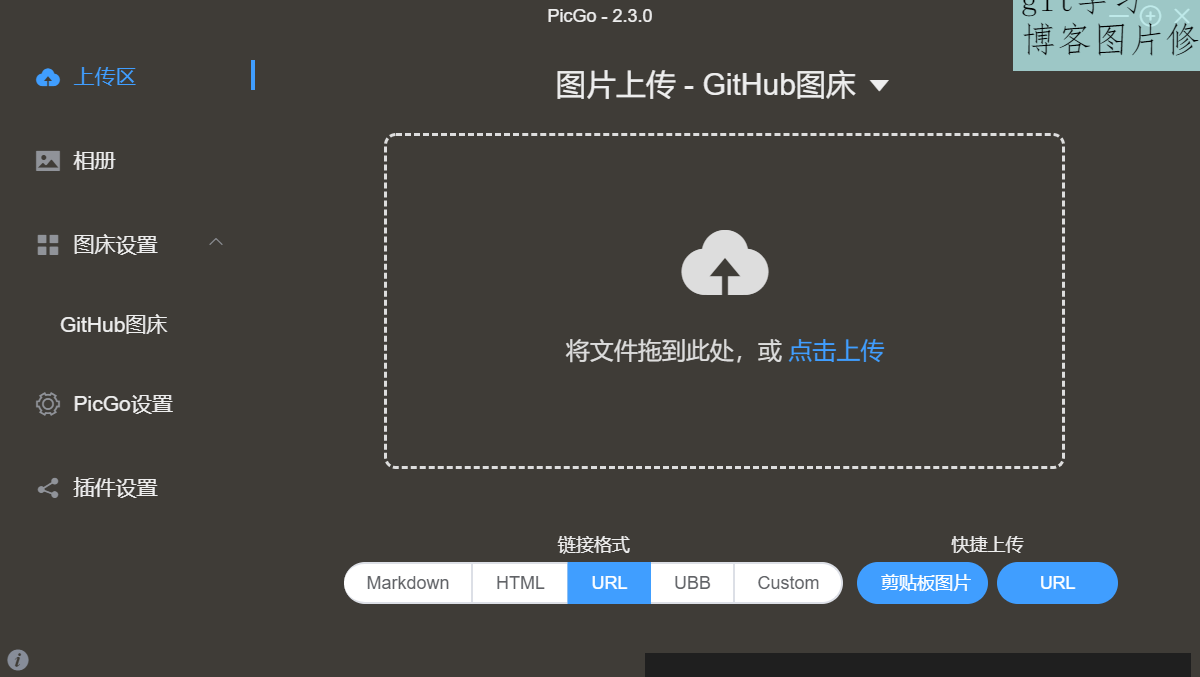 PicGo - 2.3.0
git学习
博客图片修
上传区
图片上传 - GitHub图床
相册
图床设置
GitHub图床
将文件拖到此处，或 点击上传
PicGo设置
插件设置
链接格式
快捷上传
Markdown HTML URL UBB Custom 剪贴板图片 URL